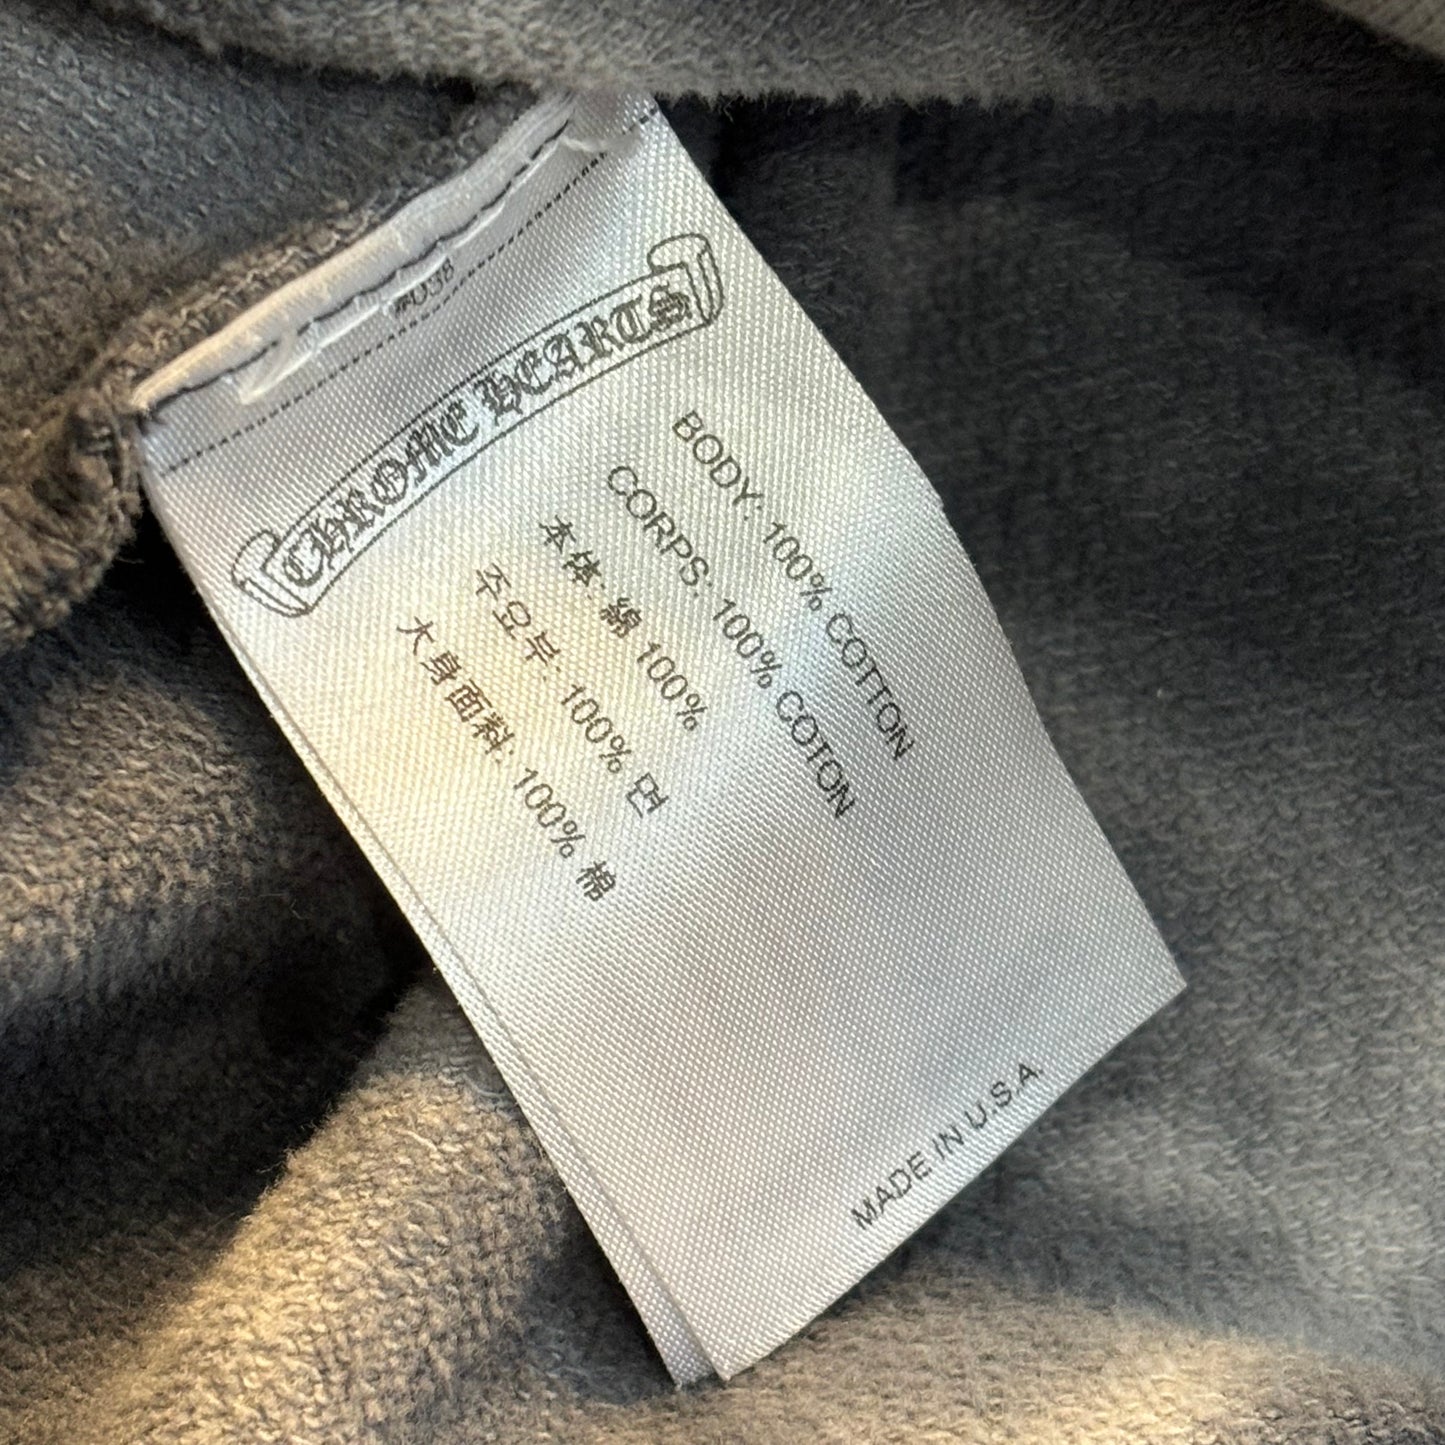 #038
CHROME HEARTS
BODY: 100% COTTON
CORPS: 100% COTON
本体: 綿 100%
주요부: 100% 면
大身面料: 100% 棉
MADE IN U.S.A.